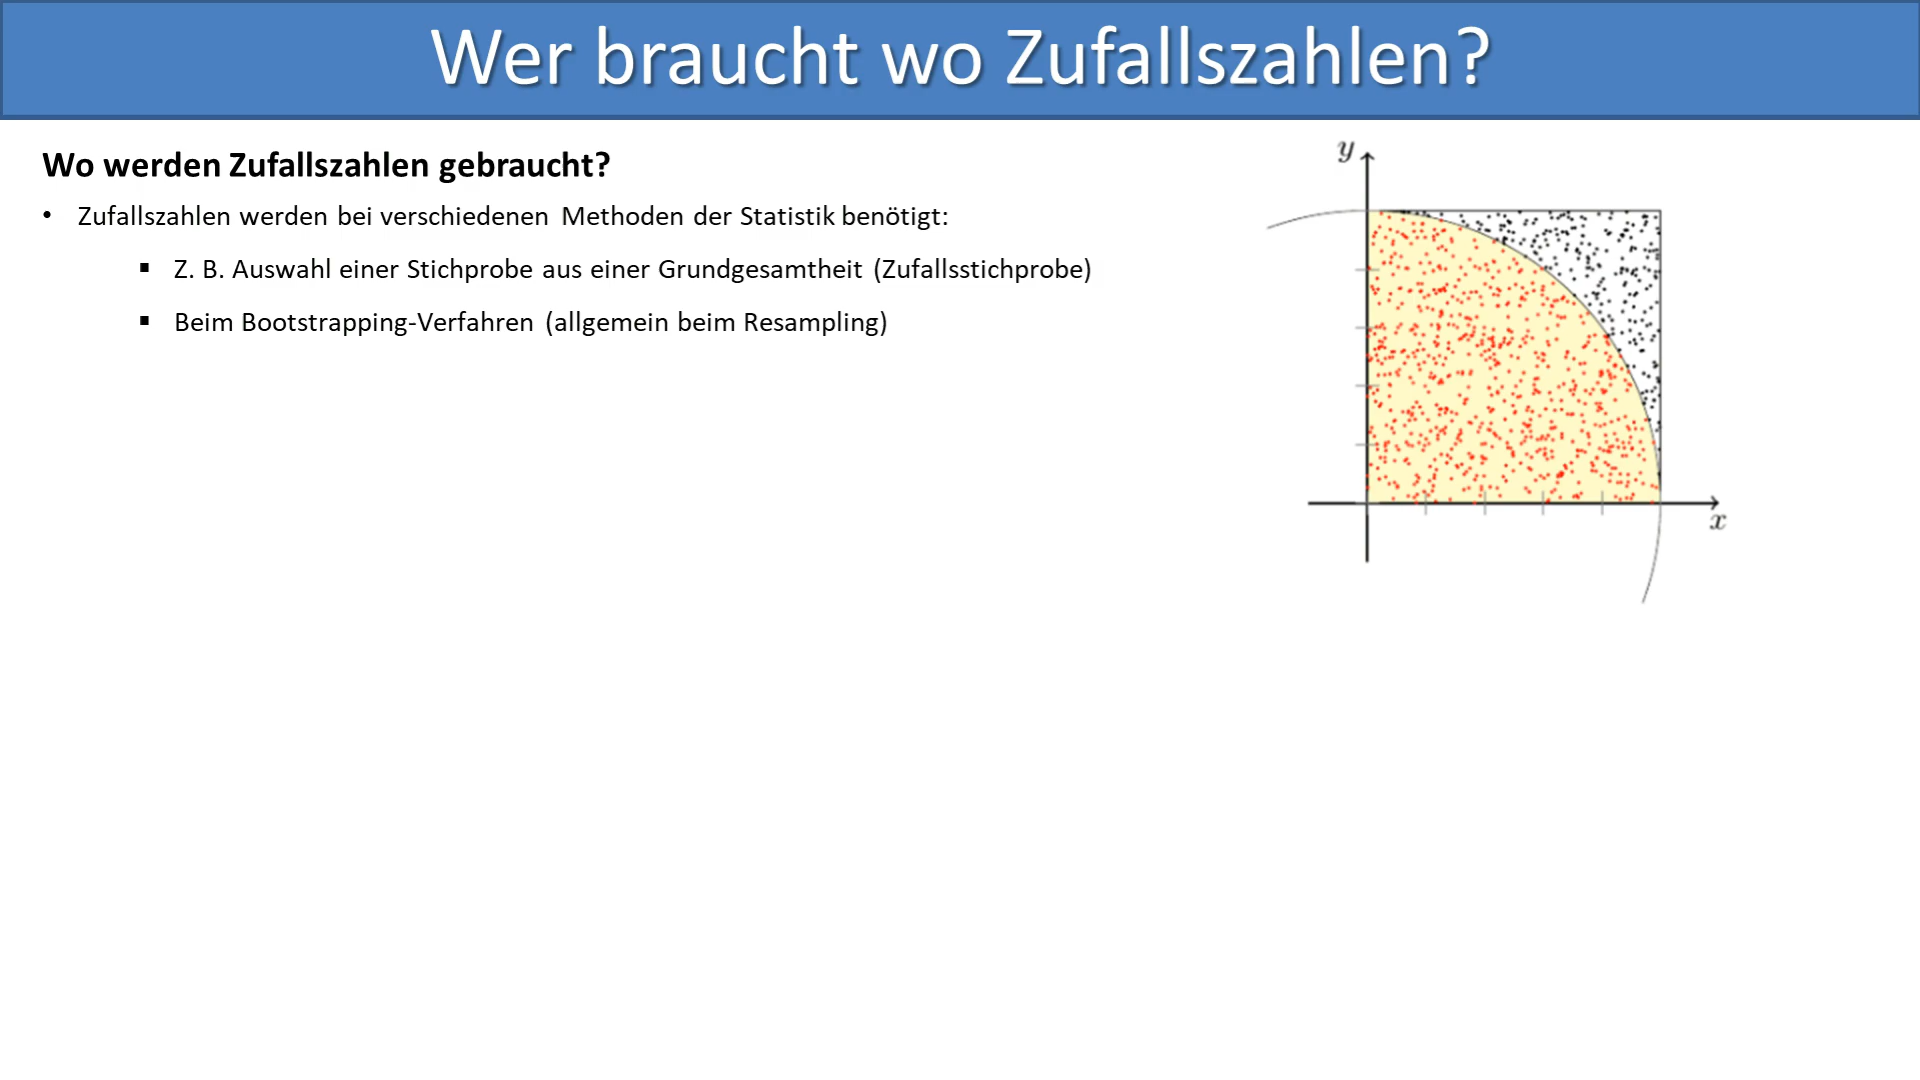 Wer braucht wo Zufallszahlen?
Wo werden Zufallszahlen gebraucht?
• Zufallszahlen werden bei verschiedenen Methoden der Statistik benötigt:
▪ Z. B. Auswahl einer Stichprobe aus einer Grundgesamtheit (Zufallsstichprobe)
▪ Beim Bootstrapping-Verfahren (allgemein beim Resampling)
y
x